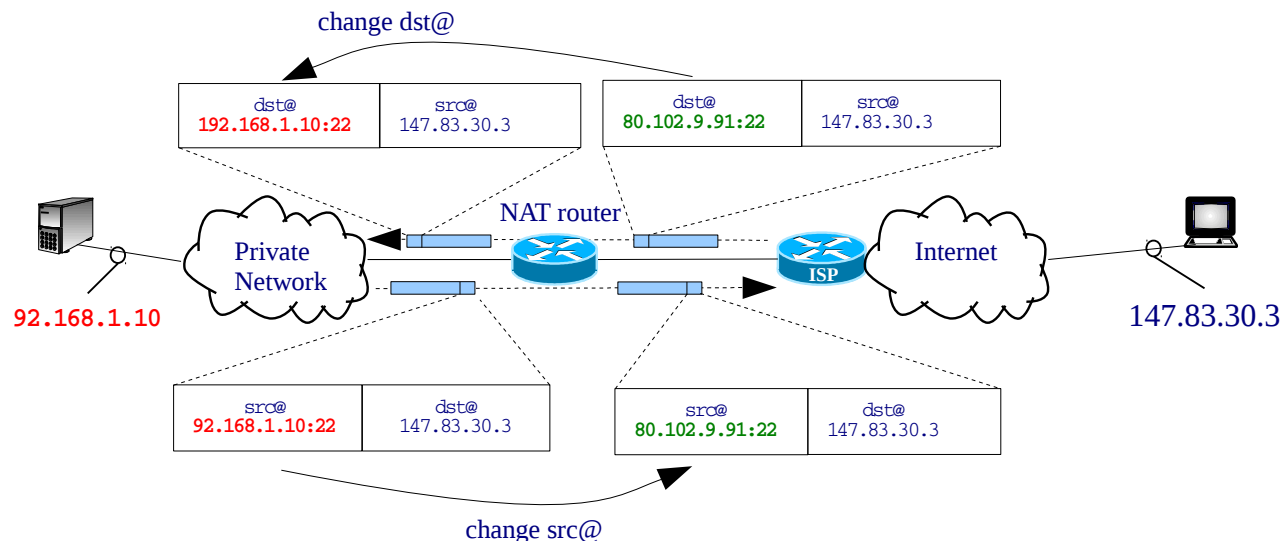 change dst@
dst@
192.168.1.10:22
src@
147.83.30.3
dst@
80.102.9.91:22
src@
147.83.30.3
NAT router
Private
Network
ISP
Internet
92.168.1.10
147.83.30.3
src@
92.168.1.10:22
dst@
147.83.30.3
src@
80.102.9.91:22
dst@
147.83.30.3
change src@